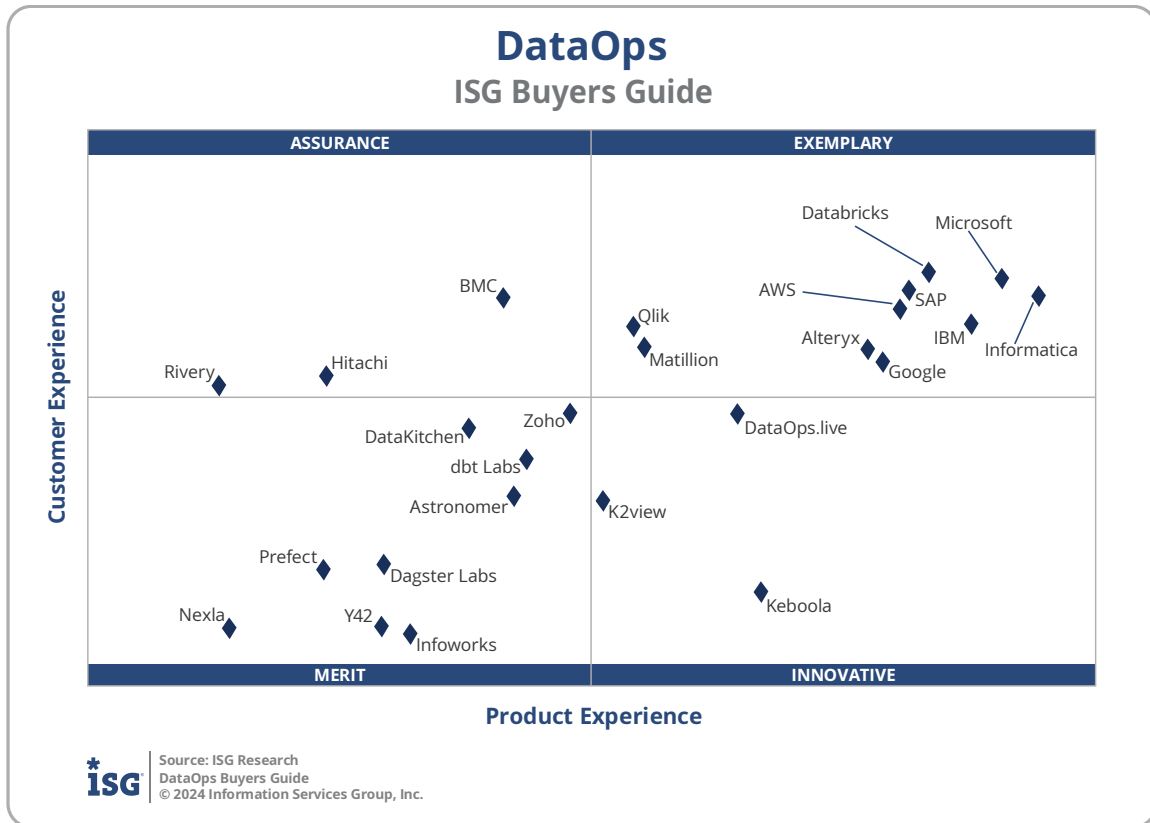 DataOps
ISG Buyers Guide
ASSURANCE
EXEMPLARY
Databricks
Microsoft
BMC
AWS
SAP
Qlik
Alteryx
IBM
Informatica
Matillion
Google
Rivery
Hitachi
Zoho
DataKitchen
DataOps.live
dbt Labs
Astronomer
K2view
Prefect
Dagster Labs
Keboola
Nexla
Y42
Infoworks
MERIT
INNOVATIVE
Customer Experience
Product Experience
ISG
Source: ISG Research
DataOps Buyers Guide
© 2024 Information Services Group, Inc.